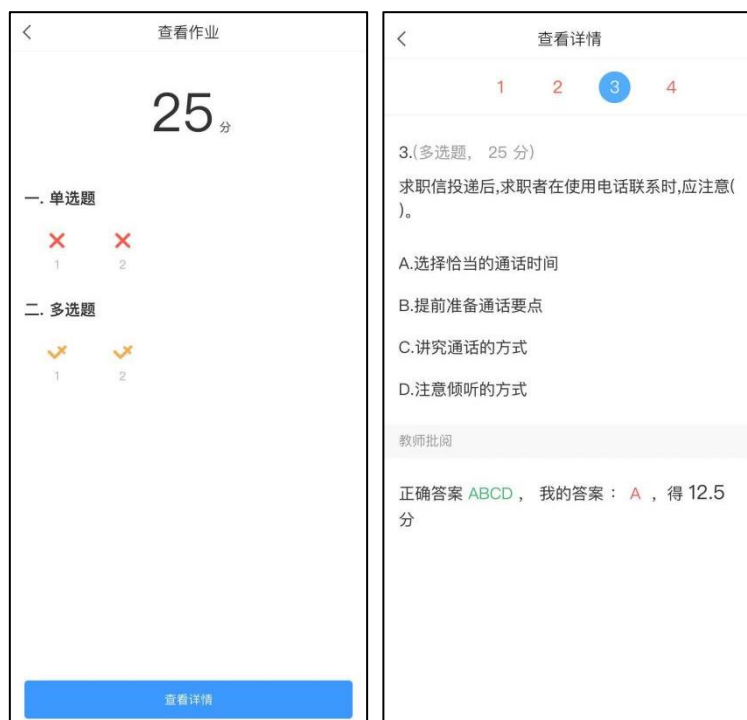 查看作业
25 分
一. 单选题
1 2
二. 多选题
1 2
查看详情
查看详情
1 2 3 4
3.(多选题, 25 分)
求职信投递后,求职者在使用电话联系时,应注意(
)。
A.选择恰当的通话时间
B.提前准备通话要点
C.讲究通话的方式
D.注意倾听的方式
教师批阅
正确答案 ABCD , 我的答案: A , 得 12.5
分